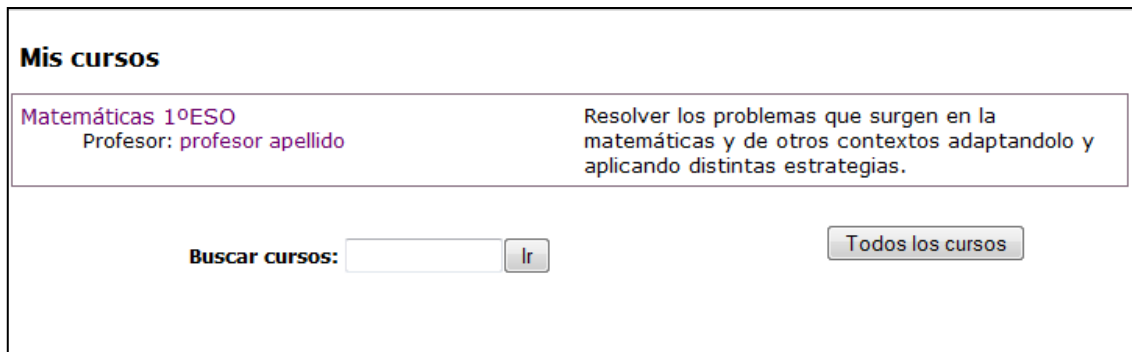 Mis cursos
Matemáticas 1ºESO
Profesor: profesor apellido
Resolver los problemas que surgen en la
matemáticas y de otros contextos adaptandolo y
aplicando distintas estrategias.
Buscar cursos: Ir
Todos los cursos